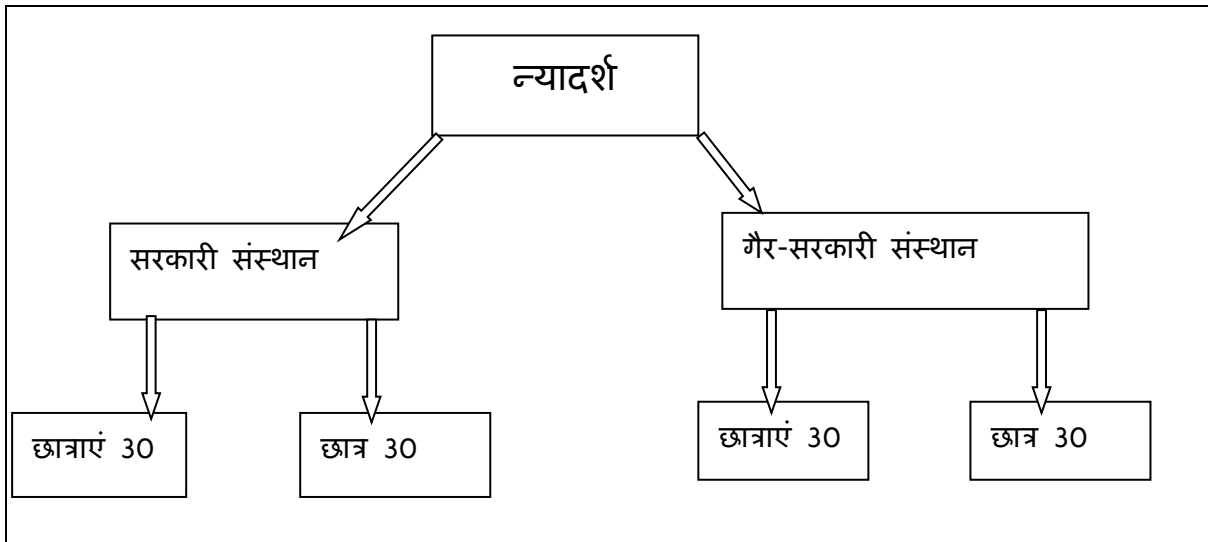 न्यादर्श
सरकारी संस्थान
गैर-सरकारी संस्थान
छात्राएं 30
छात्र 30
छात्राएं 30
छात्र 30